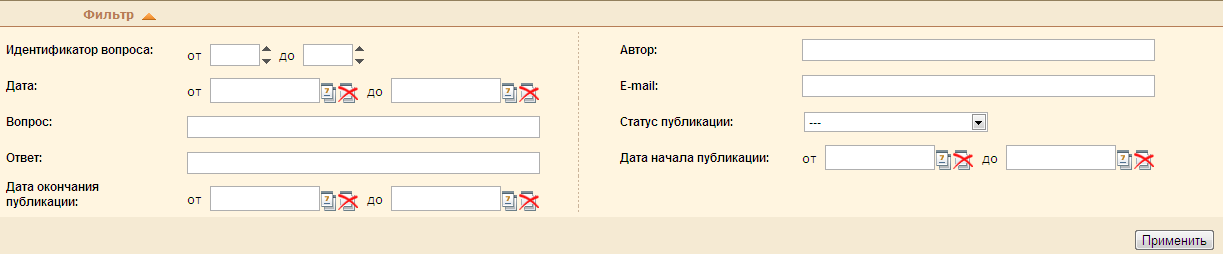 Фильтр
Идентификатор вопроса: от до
Дата: от до
Вопрос:
Ответ:
Дата окончания
публикации: от до
Автор:
E-mail:
Статус публикации: ---
Дата начала публикации: от до
Применить